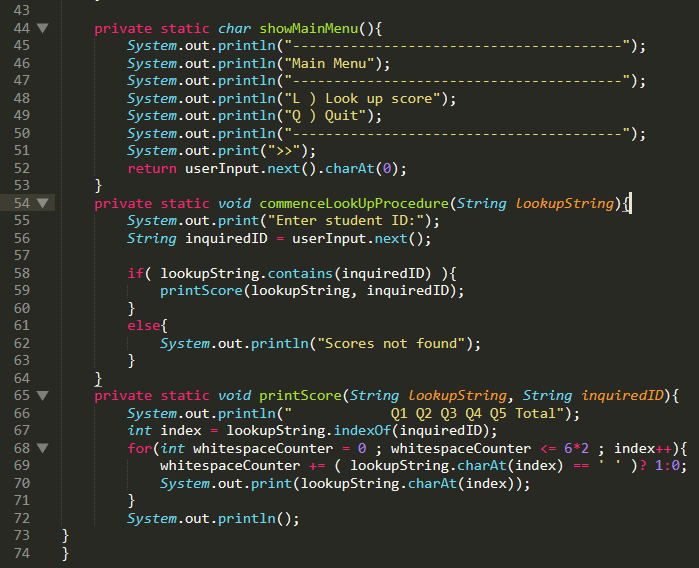 43
44 ▼ private static char showMainMenu(){
45 System.out.println("----------------------------------------");
46 System.out.println("Main Menu");
47 System.out.println("----------------------------------------");
48 System.out.println("L ) Look up score");
49 System.out.println("Q ) Quit");
50 System.out.println("----------------------------------------");
51 System.out.print(">>");
52 return userInput.next().charAt(0);
53 }
54 ▼ private static void commenceLookUpProcedure(String lookupString){
55 System.out.print("Enter student ID:");
56 String inquiredID = userInput.next();
57
58 if( lookupString.contains(inquiredID) ){
59 printScore(lookupString, inquiredID);
60 }
61 else{
62 System.out.println("Scores not found");
63 }
64 }
65 ▼ private static void printScore(String lookupString, String inquiredID){
66 System.out.println("            Q1 Q2 Q3 Q4 Q5 Total");
67 int index = lookupString.indexOf(inquiredID);
68 ▼ for(int whitespaceCounter = 0 ; whitespaceCounter <= 6*2 ; index++){
69 whitespaceCounter += ( lookupString.charAt(index) == ' ' )? 1:0;
70 System.out.print(lookupString.charAt(index));
71 }
72 System.out.println();
73 }
74 }